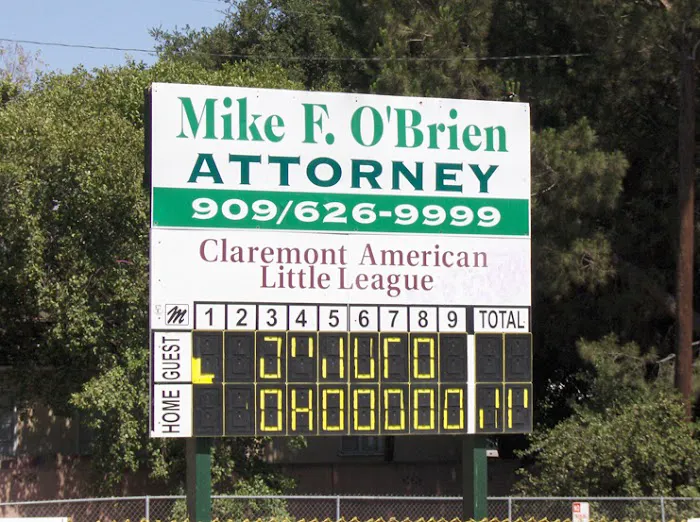 Mike F. O'Brien
ATTORNEY
909/626-9999
Claremont American
Little League
M 1 2 3 4 5 6 7 8 9 TOTAL
GUEST
HOME